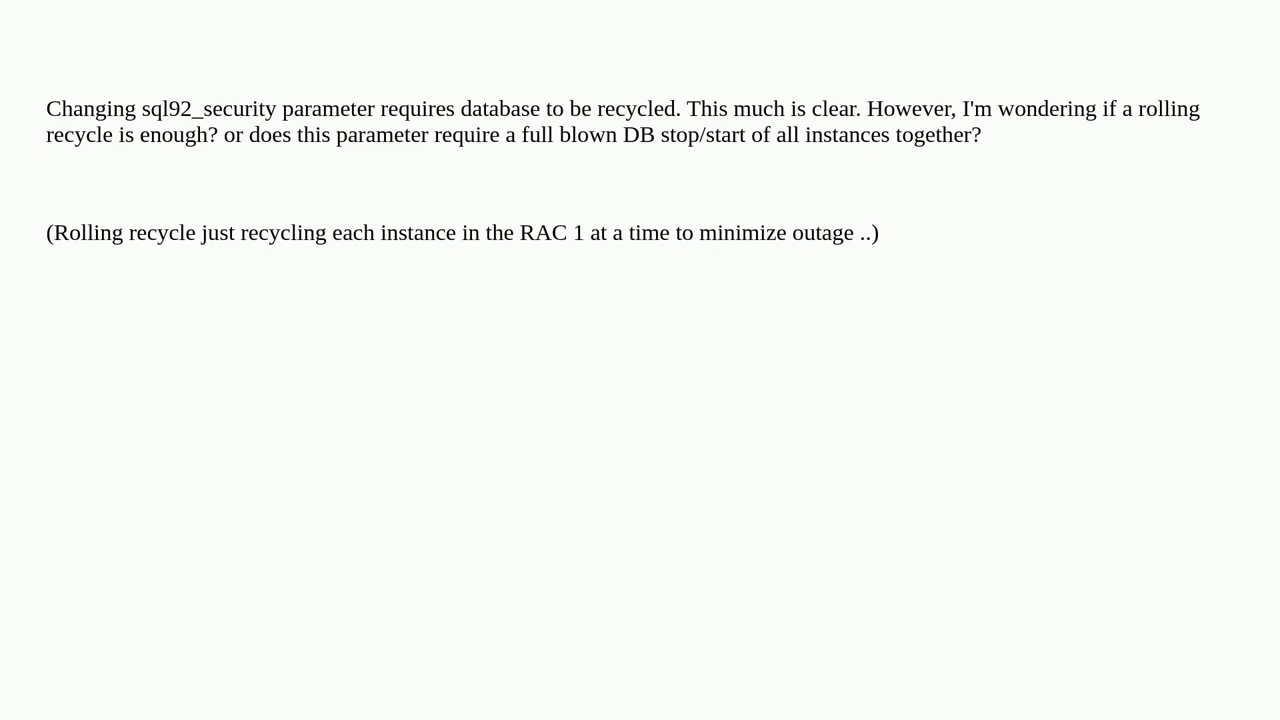 Changing sql92_security parameter requires database to be recycled. This much is clear. However, I'm wondering if a rolling
recycle is enough? or does this parameter require a full blown DB stop/start of all instances together?
(Rolling recycle just recycling each instance in the RAC 1 at a time to minimize outage ..)